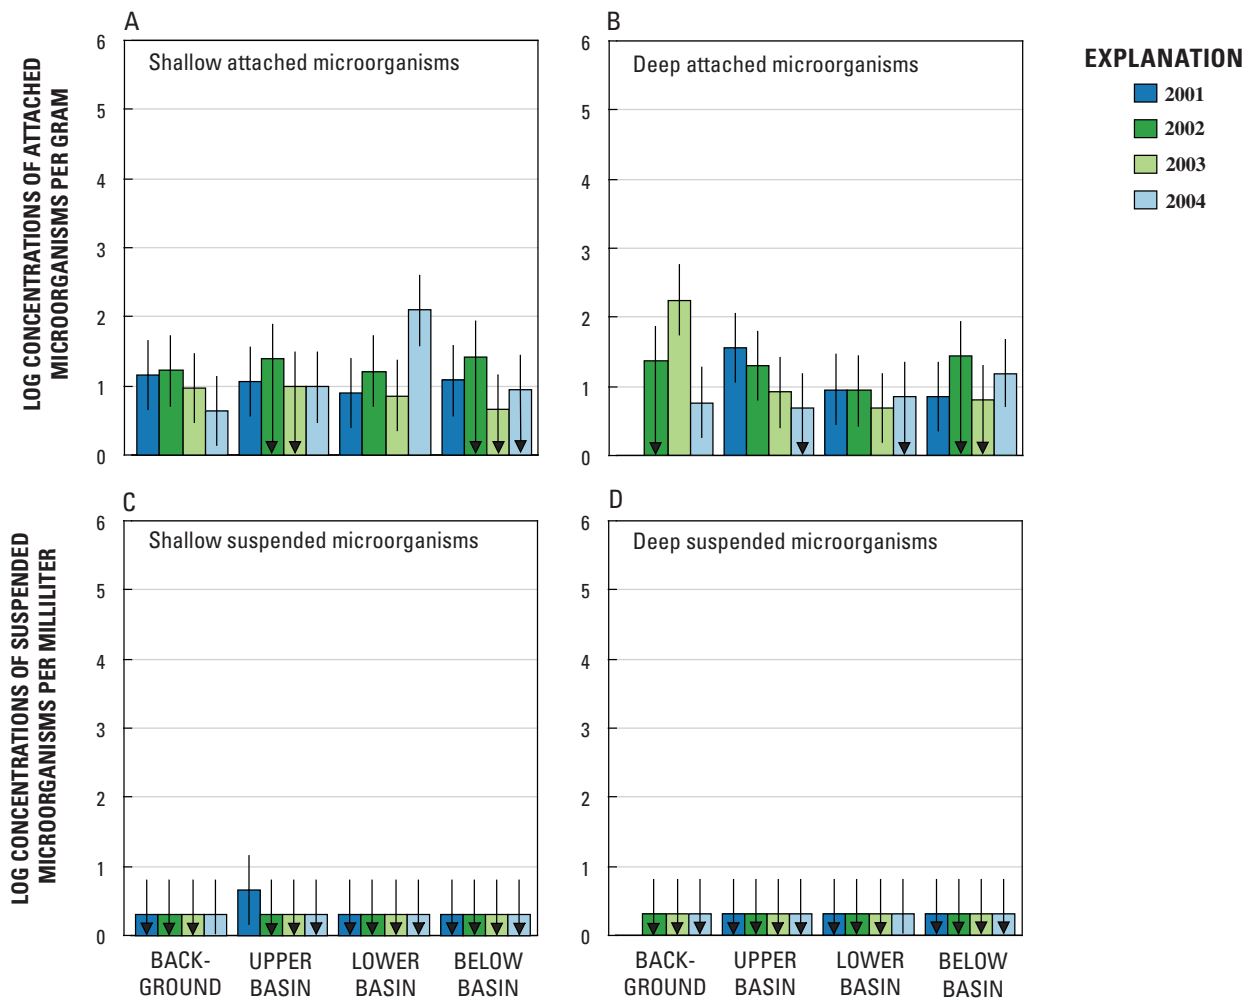 A
B
6
5
4
3
2
1
0
Shallow attached microorganisms
6
5
4
3
2
1
0
Deep attached microorganisms
EXPLANATION
2001
2002
2003
2004
LOG CONCENTRATIONS OF ATTACHED
MICROORGANISMS PER GRAM
C
D
6
5
4
3
2
1
0
Shallow suspended microorganisms
6
5
4
3
2
1
0
Deep suspended microorganisms
LOG CONCENTRATIONS OF SUSPENDED
MICROORGANISMS PER MILLILITER
BACK-
GROUND
UPPER
BASIN
LOWER
BASIN
BELOW
BASIN
BACK-
GROUND
UPPER
BASIN
LOWER
BASIN
BELOW
BASIN